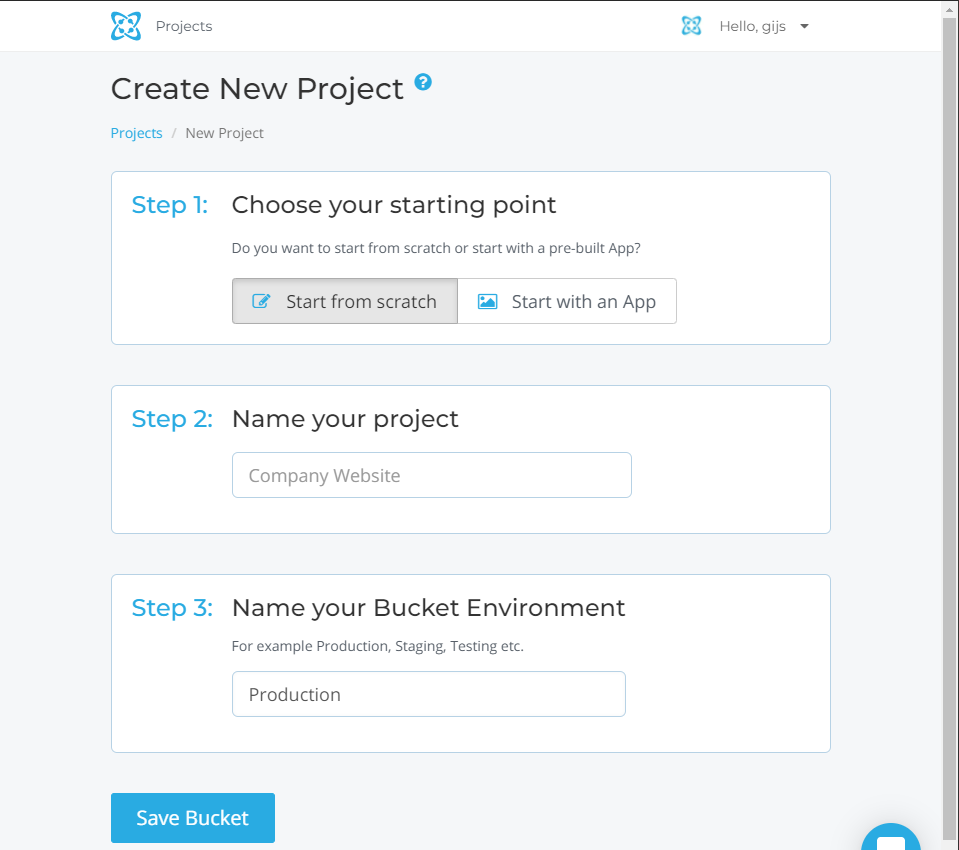 Projects
Hello, gijs
Create New Project ?
Projects / New Project
Step 1: Choose your starting point
Do you want to start from scratch or start with a pre-built App?
Start from scratch Start with an App
Step 2: Name your project
Company Website
Step 3: Name your Bucket Environment
For example Production, Staging, Testing etc.
Production
Save Bucket